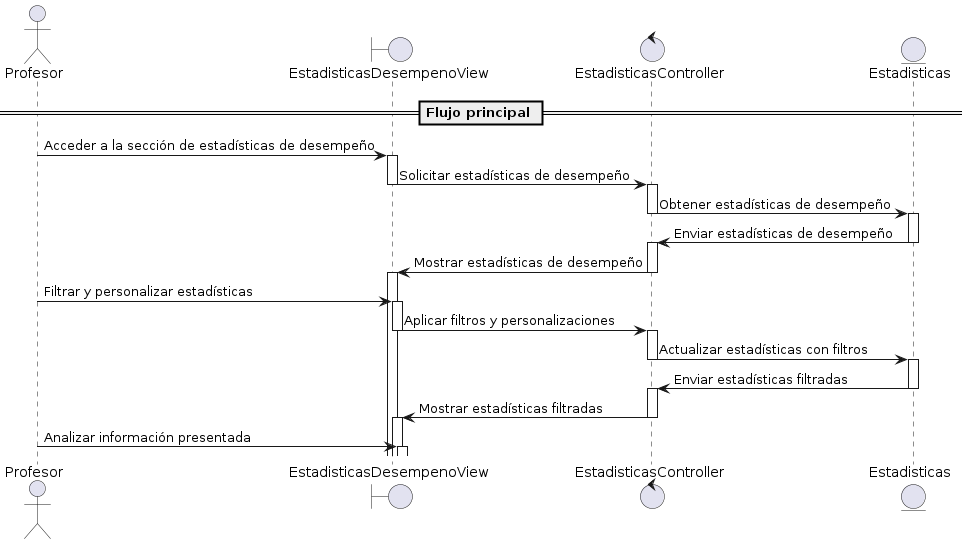 Profesor
EstadisticasDesempenoView
EstadisticasController
Estadisticas
Flujo principal
Acceder a la sección de estadísticas de desempeño
Solicitar estadísticas de desempeño
Obtener estadísticas de desempeño
Enviar estadísticas de desempeño
Mostrar estadísticas de desempeño
Filtrar y personalizar estadísticas
Aplicar filtros y personalizaciones
Actualizar estadísticas con filtros
Enviar estadísticas filtradas
Mostrar estadísticas filtradas
Analizar información presentada
Profesor
EstadisticasDesempenoView
EstadisticasController
Estadisticas